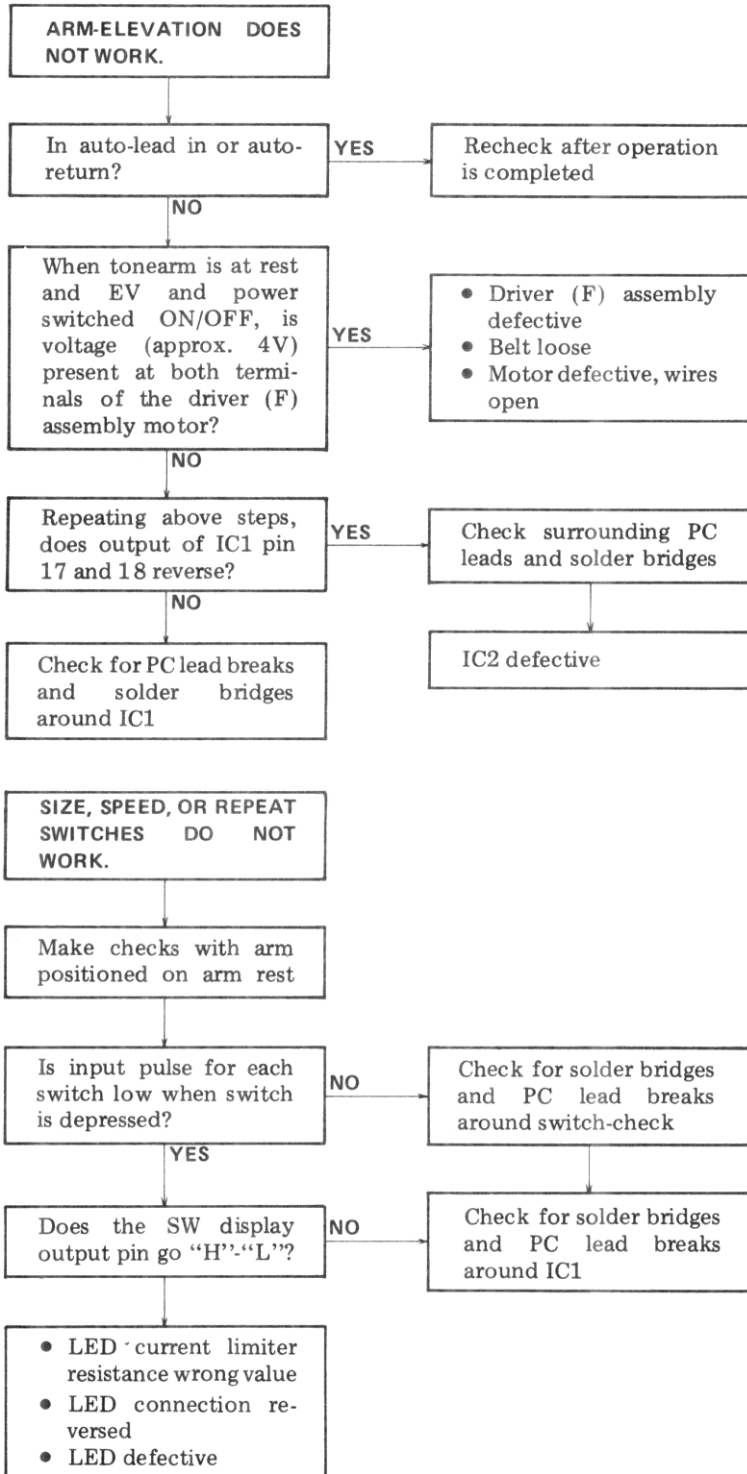 ARM-ELEVATION DOES
NOT WORK.
In auto-lead in or auto-
return?
YES
Recheck after operation
is completed
NO
When tonearm is at rest
and EV and power
switched ON/OFF, is
voltage (approx. 4V)
present at both termi-
nals of the driver (F)
assembly motor?
YES
• Driver (F) assembly
defective
• Belt loose
• Motor defective, wires
open
NO
Repeating above steps,
does output of IC1 pin
17 and 18 reverse?
YES
Check surrounding PC
leads and solder bridges
NO
IC2 defective
Check for PC lead breaks
and solder bridges
around IC1
SIZE, SPEED, OR REPEAT
SWITCHES DO NOT
WORK.
Make checks with arm
positioned on arm rest
Is input pulse for each
switch low when switch
is depressed?
NO
Check for solder bridges
and PC lead breaks
around switch-check
YES
Does the SW display
output pin go “H”-“L”?
NO
Check for solder bridges
and PC lead breaks
around IC1
• LED current limiter
resistance wrong value
• LED connection re-
versed
• LED defective